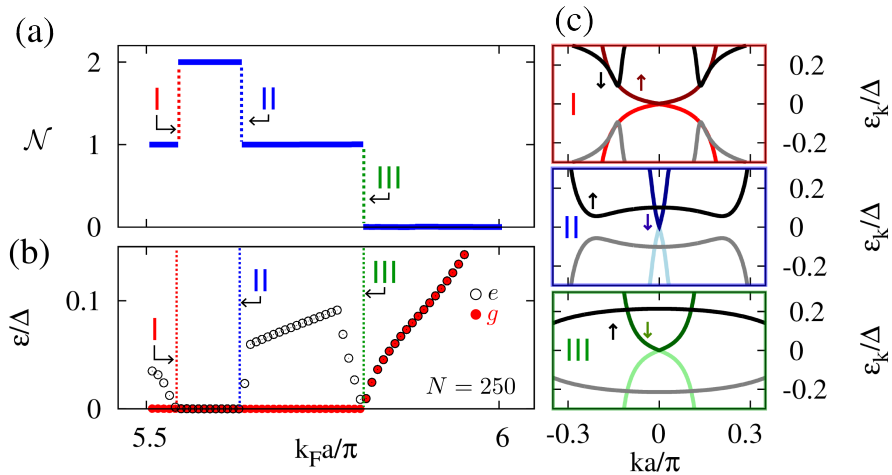 (a)
2
1
0
𝒩
I
II
III
(b)
0.1
0
ε/Δ
I
II
III
e
g
N = 250
5.5
6
k_F a/π
(c)
I
↓ ↑
0.2
0
-0.2
ε_k/Δ
II
↑
↓
0.2
0
-0.2
ε_k/Δ
III
↑ ↓
0.2
0
-0.2
ε_k/Δ
-0.3 0 0.3
ka/π